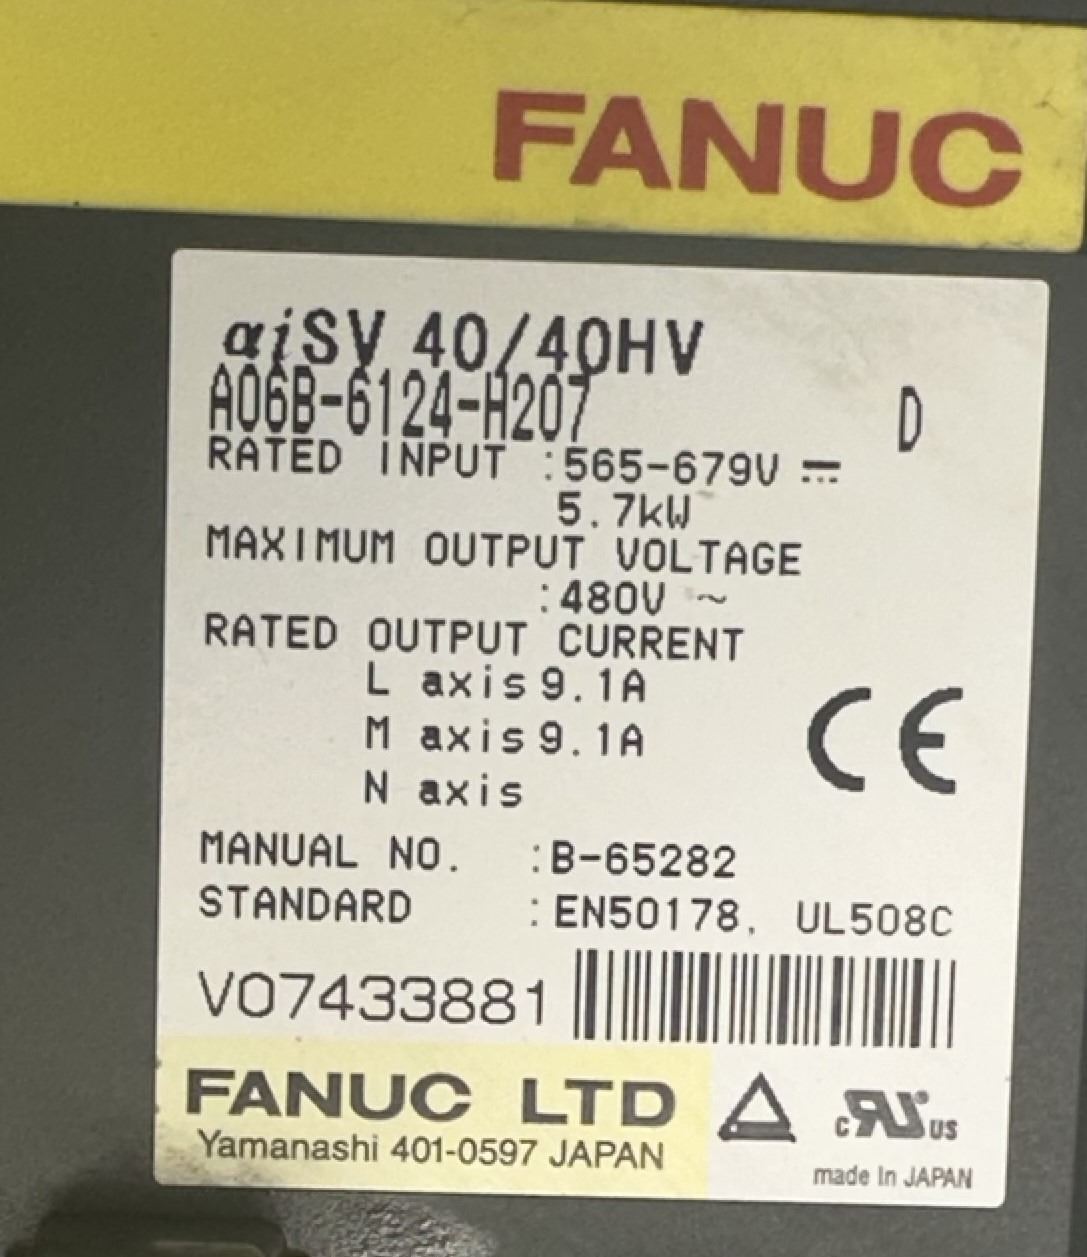 FANUC
αiSV 40/40HV
A06B-6124-H207 D
RATED INPUT :565-679V ⎓
5.7kW
MAXIMUM OUTPUT VOLTAGE
:480V ~
RATED OUTPUT CURRENT
L axis 9.1A
M axis 9.1A
N axis
CE
MANUAL NO. :B-65282
STANDARD :EN50178, UL508C
V07433881
FANUC LTD
Yamanashi 401-0597 JAPAN
c RU US
made in JAPAN